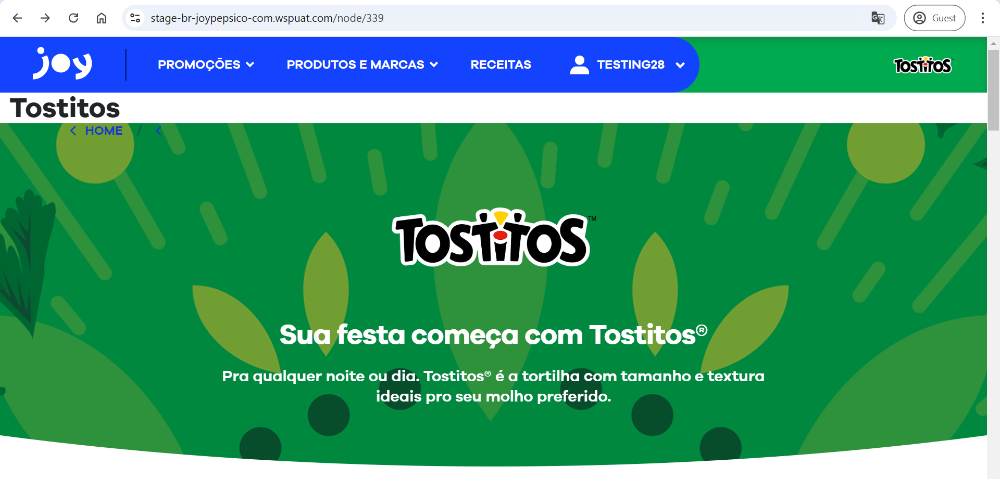 stage-br-joypepsico-com.wspuat.com/node/339
Guest
joy
PROMOÇÕES
PRODUTOS E MARCAS
RECEITAS
TESTING28
TOSTITOS
Tostitos
HOME /
TOSTITOS™
Sua festa começa com Tostitos®
Pra qualquer noite ou dia. Tostitos® é a tortilha com tamanho e textura
ideais pro seu molho preferido.